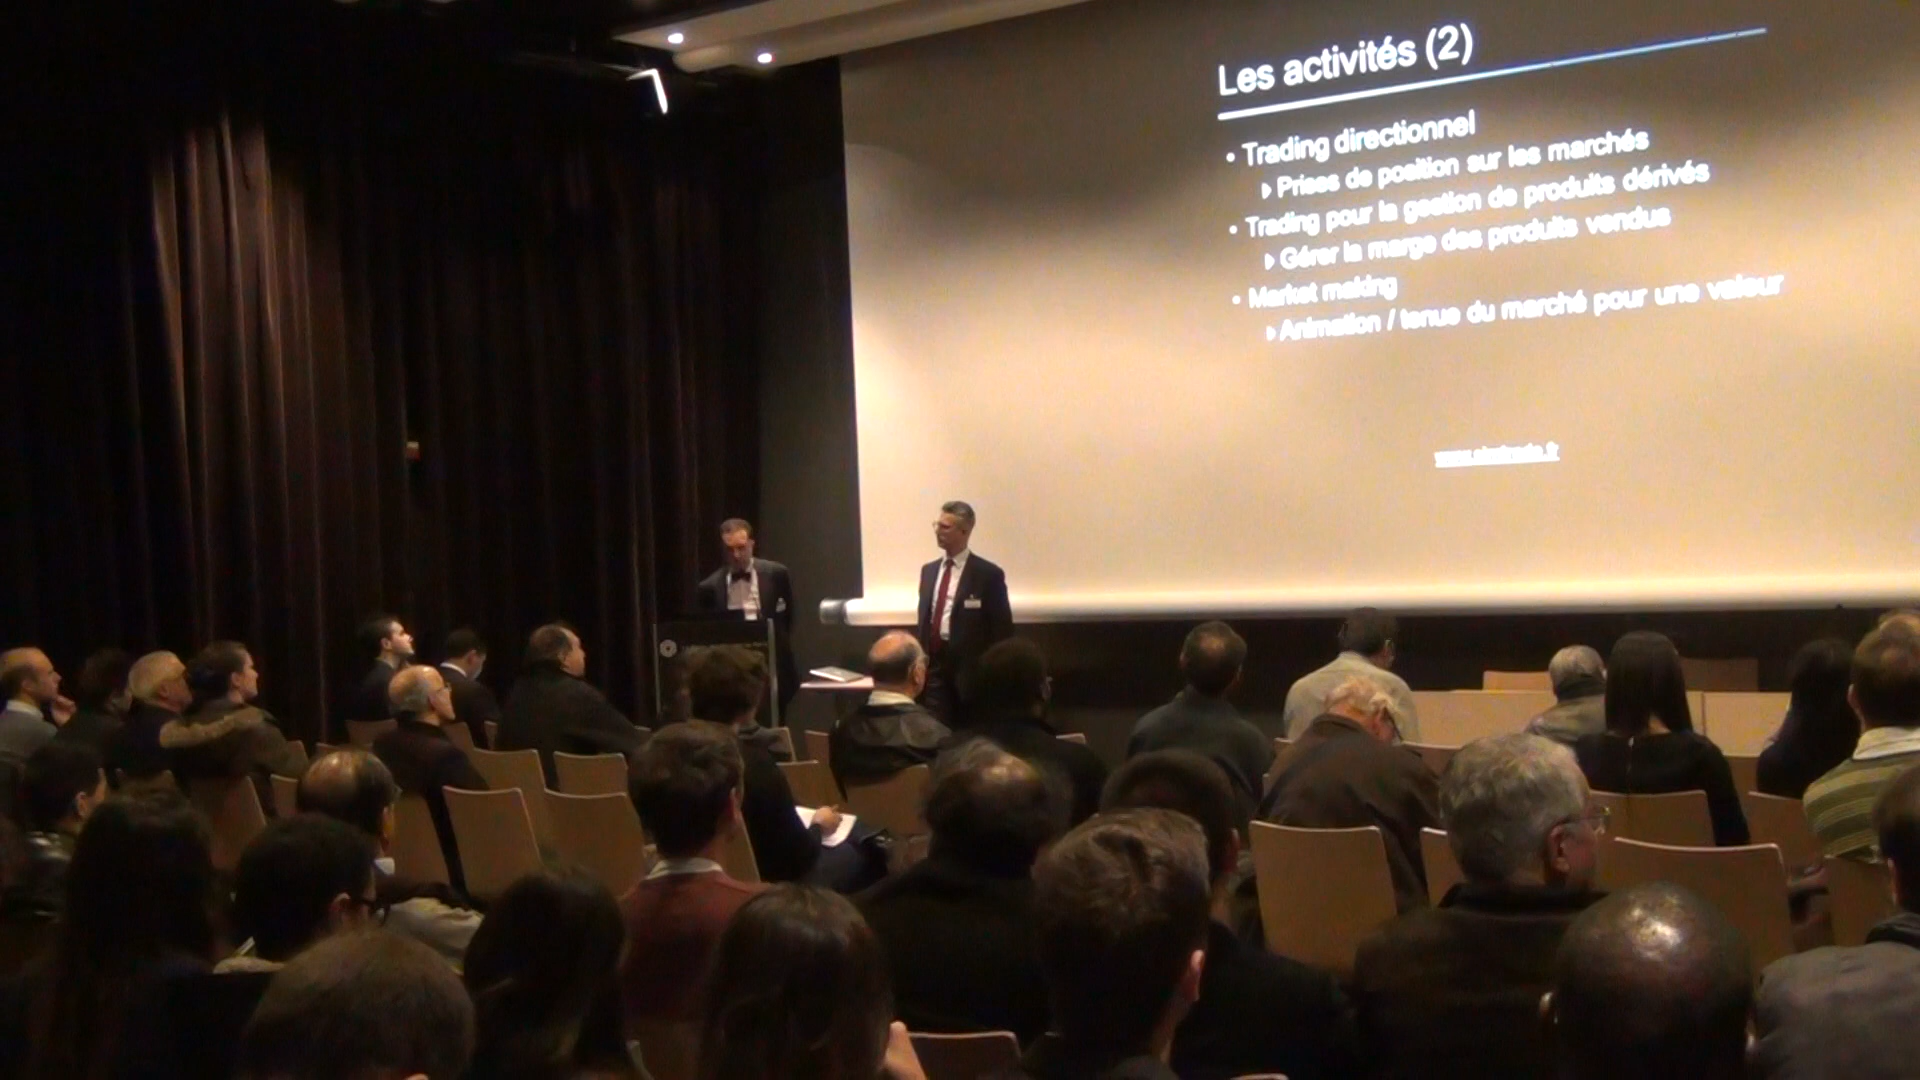 Les activités (2)
• Trading directionnel
Prises de position sur les marchés
• Trading pour la gestion de produits dérivés
Gérer la marge des produits vendus
• Market making
Animation / tenue du marché pour une valeur